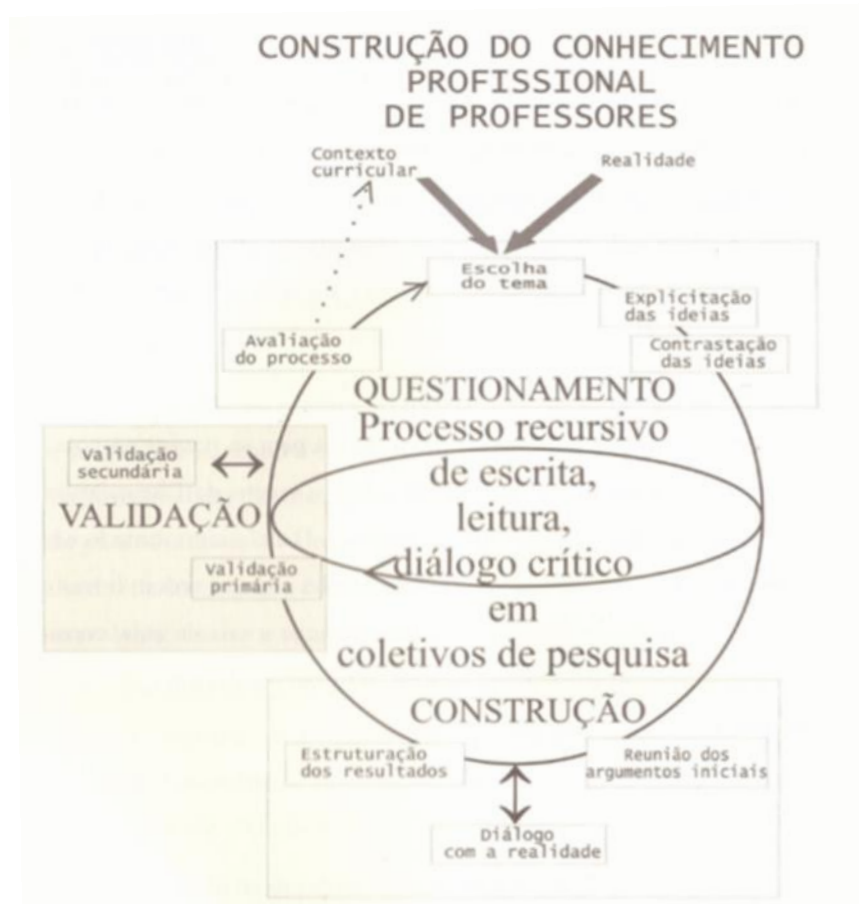 CONSTRUÇÃO DO CONHECIMENTO
PROFISSIONAL
DE PROFESSORES
Contexto
curricular
Realidade
Escolha
do tema
Explicitação
das ideias
Avaliação
do processo
Contrastação
das ideias
QUESTIONAMENTO
Processo recursivo
de escrita,
leitura,
diálogo crítico
em
coletivos de pesquisa
Validação
secundária
VALIDAÇÃO
Validação
primária
CONSTRUÇÃO
Estruturação
dos resultados
Reunião dos
argumentos iniciais
Diálogo
com a realidade